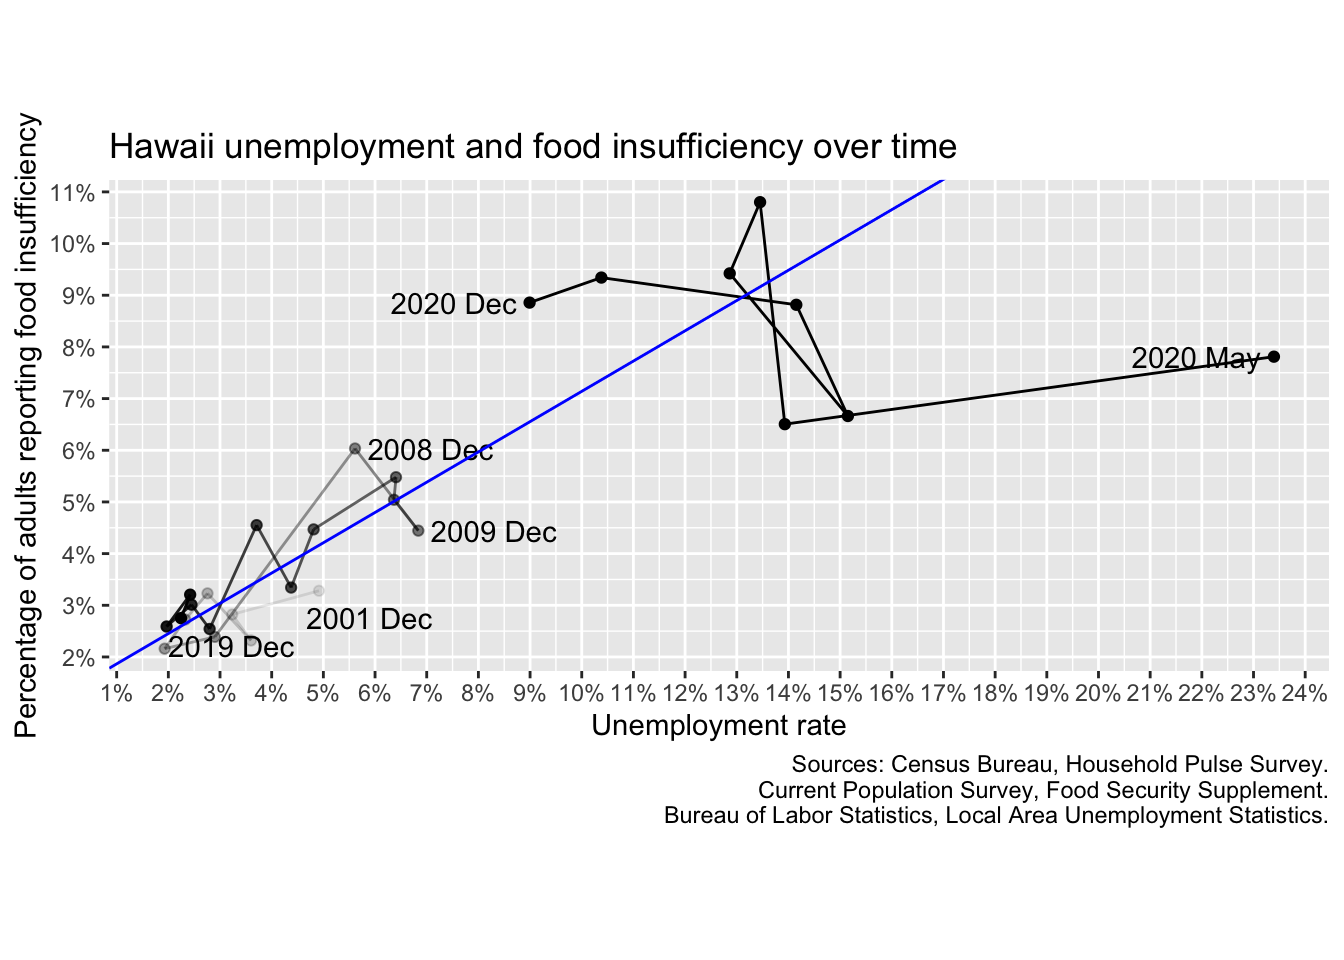 Hawaii unemployment and food insufficiency over time
Percentage of adults reporting food insufficiency
11%
10%
9%
8%
7%
6%
5%
4%
3%
2%
2020 Dec
2020 May
2008 Dec
2009 Dec
2001 Dec
2019 Dec
1% 2% 3% 4% 5% 6% 7% 8% 9% 10% 11% 12% 13% 14% 15% 16% 17% 18% 19% 20% 21% 22% 23% 24%
Unemployment rate
Sources: Census Bureau, Household Pulse Survey.
Current Population Survey, Food Security Supplement.
Bureau of Labor Statistics, Local Area Unemployment Statistics.